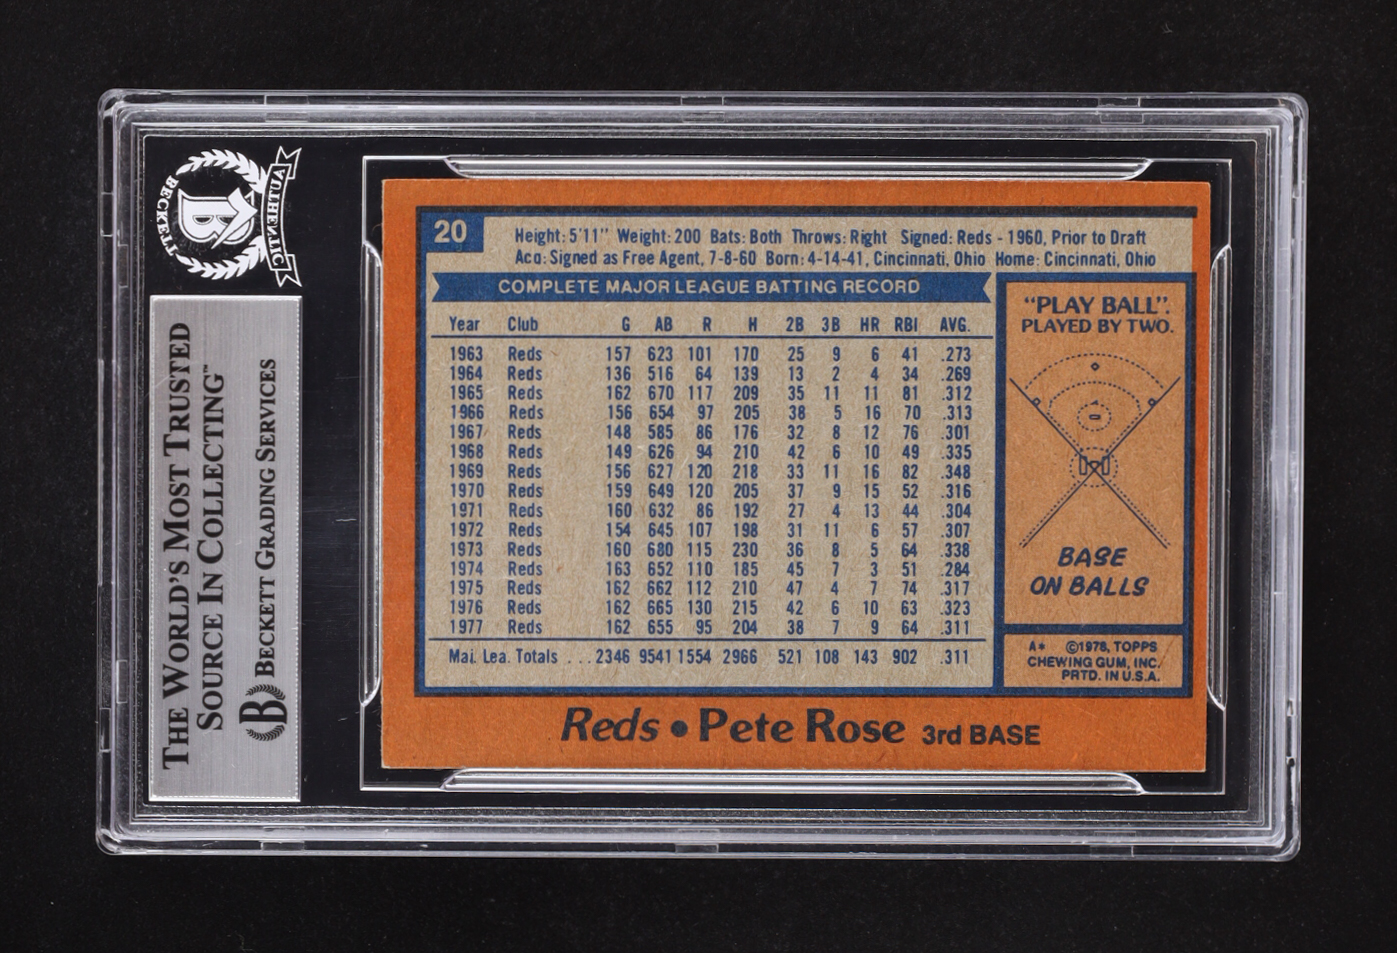 BECKETT
AUTHENTIC
B
THE WORLD'S MOST TRUSTED
SOURCE IN COLLECTING™
B BECKETT GRADING SERVICES
20
Height: 5'11" Weight: 200 Bats: Both Throws: Right Signed: Reds - 1960, Prior to Draft
Acq: Signed as Free Agent, 7-8-60 Born: 4-14-41, Cincinnati, Ohio Home: Cincinnati, Ohio
COMPLETE MAJOR LEAGUE BATTING RECORD
Year Club G AB R H 2B 3B HR RBI AVG.
1963 Reds 157 623 101 170 25 9 6 41 .273
1964 Reds 136 516 64 139 13 2 4 34 .269
1965 Reds 162 670 117 209 35 11 11 81 .312
1966 Reds 156 654 97 205 38 5 16 70 .313
1967 Reds 148 585 86 176 32 8 12 76 .301
1968 Reds 149 626 94 210 42 6 10 49 .335
1969 Reds 156 627 120 218 33 11 16 82 .348
1970 Reds 159 649 120 205 37 9 15 52 .316
1971 Reds 160 632 86 192 27 4 13 44 .304
1972 Reds 154 645 107 198 31 11 6 57 .307
1973 Reds 160 680 115 230 36 8 5 64 .338
1974 Reds 163 652 110 185 45 7 3 51 .284
1975 Reds 162 662 112 210 47 4 7 74 .317
1976 Reds 162 665 130 215 42 6 10 63 .323
1977 Reds 162 655 95 204 38 7 9 64 .311
Maj. Lea. Totals . . . 2346 9541 1554 2966 521 108 143 902 .311
"PLAY BALL".
PLAYED BY TWO.
BASE
ON BALLS
A* ©1978, TOPPS
CHEWING GUM, INC.
PRTD. IN U.S.A.
Reds • Pete Rose 3rd BASE